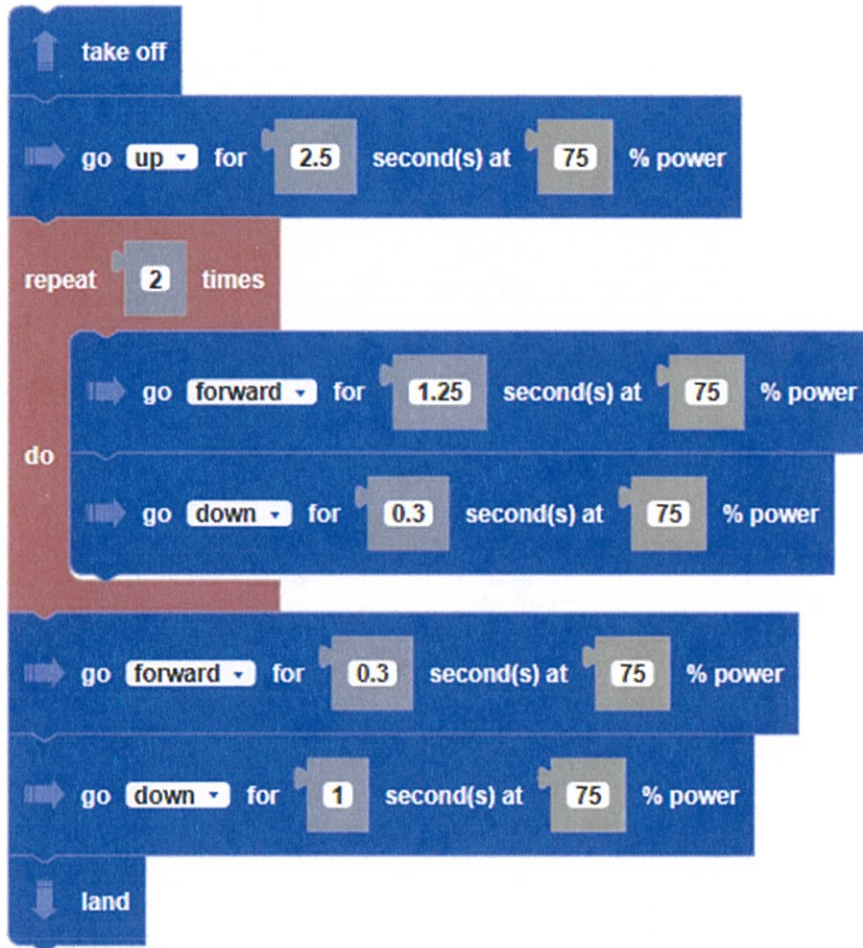 take off
go up for 2.5 second(s) at 75 % power
repeat 2 times
do
go forward for 1.25 second(s) at 75 % power
go down for 0.3 second(s) at 75 % power
go forward for 0.3 second(s) at 75 % power
go down for 1 second(s) at 75 % power
land